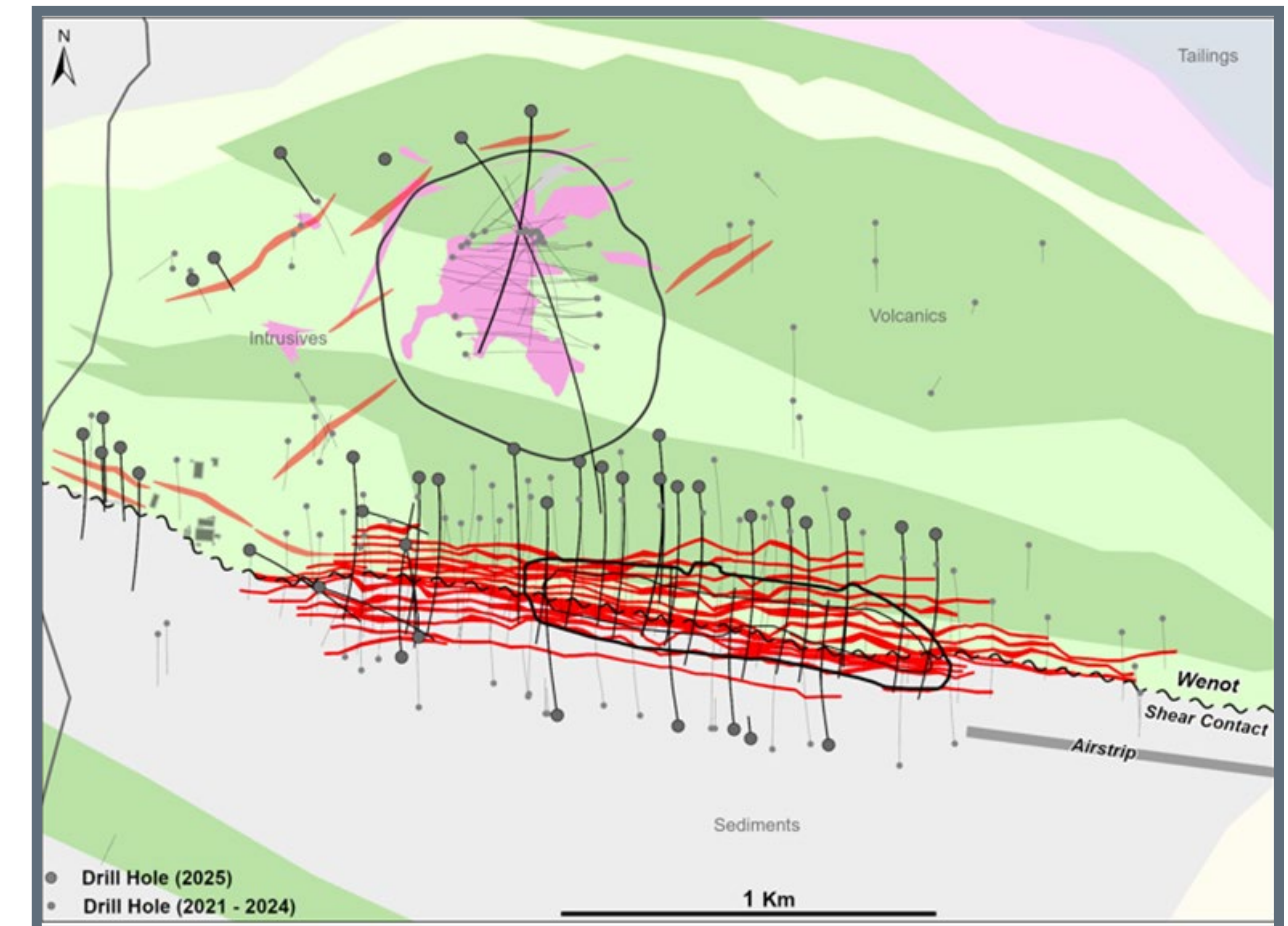 N
Tailings
Volcanics
Intrusives
Wenot
Shear Contact
Airstrip
Sediments
Drill Hole (2025)
Drill Hole (2021 - 2024)
1 Km